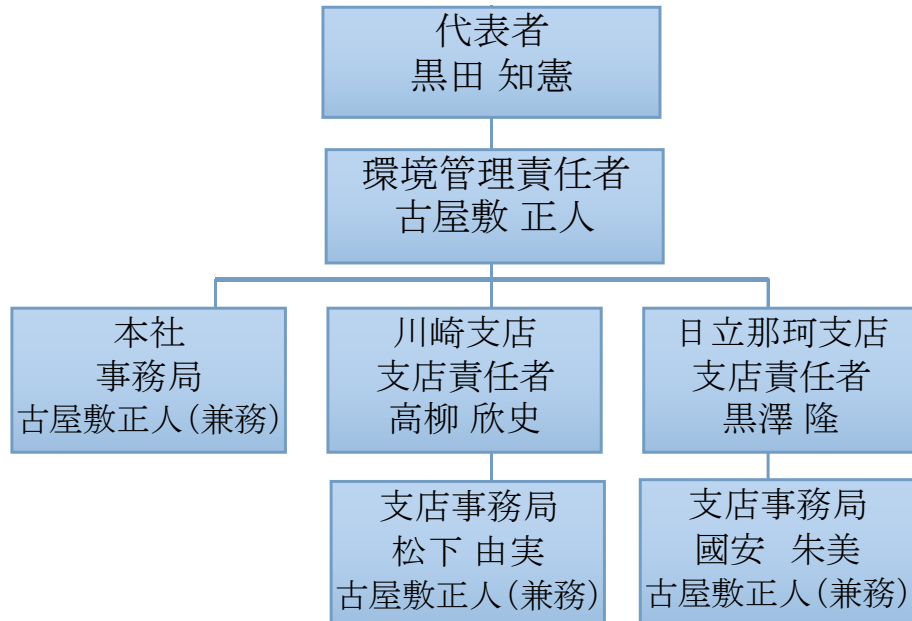 代表者
黒田 知憲
環境管理責任者
古屋敷 正人
本社
事務局
古屋敷正人(兼務)
川崎支店
支店責任者
高柳 欣史
日立那珂支店
支店責任者
黒澤 隆
支店事務局
松下 由実
古屋敷正人(兼務)
支店事務局
國安 朱美
古屋敷正人(兼務)